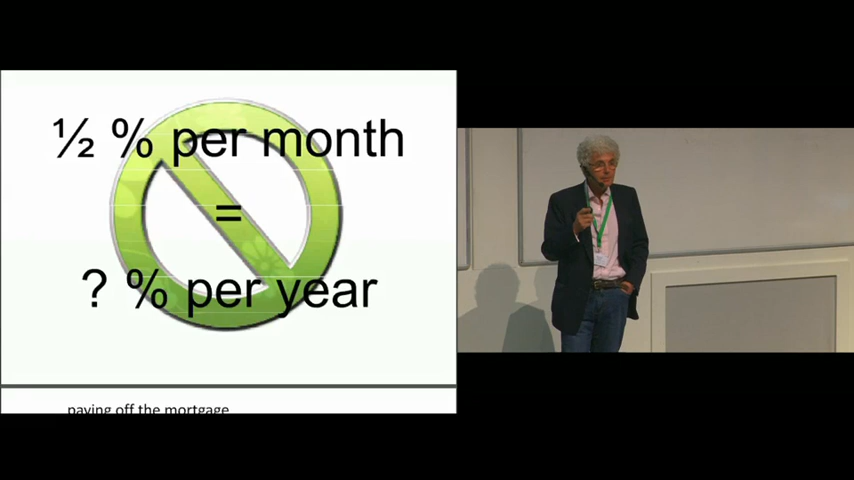 ½ % per month
=
? % per year
paying off the mortgage